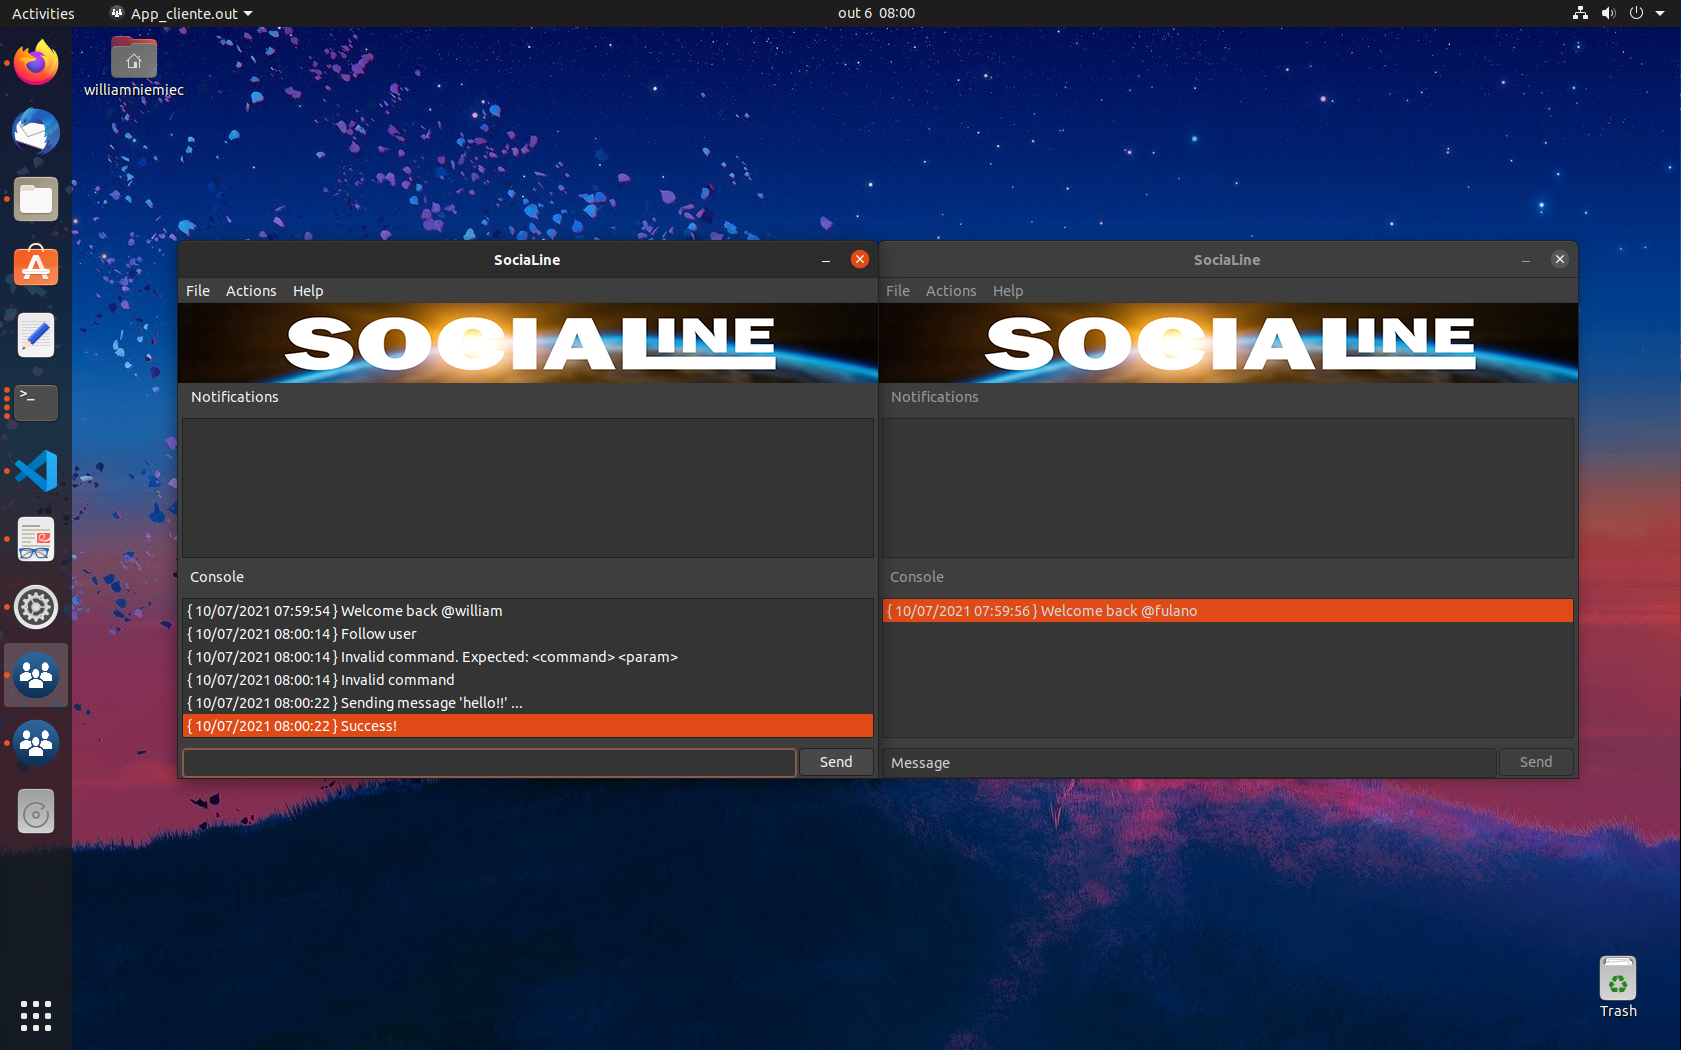 Activities
App_cliente.out
out 6 08:00
williamniemiec
SociaLine
File Actions Help
SOCIALINE
Notifications
Console
{ 10/07/2021 07:59:54 } Welcome back @william
{ 10/07/2021 08:00:14 } Follow user
{ 10/07/2021 08:00:14 } Invalid command. Expected: <command> <param>
{ 10/07/2021 08:00:14 } Invalid command
{ 10/07/2021 08:00:22 } Sending message 'hello!!' ...
{ 10/07/2021 08:00:22 } Success!
Send
SociaLine
File Actions Help
SOCIALINE
Notifications
Console
{ 10/07/2021 07:59:56 } Welcome back @fulano
Message
Send
Trash